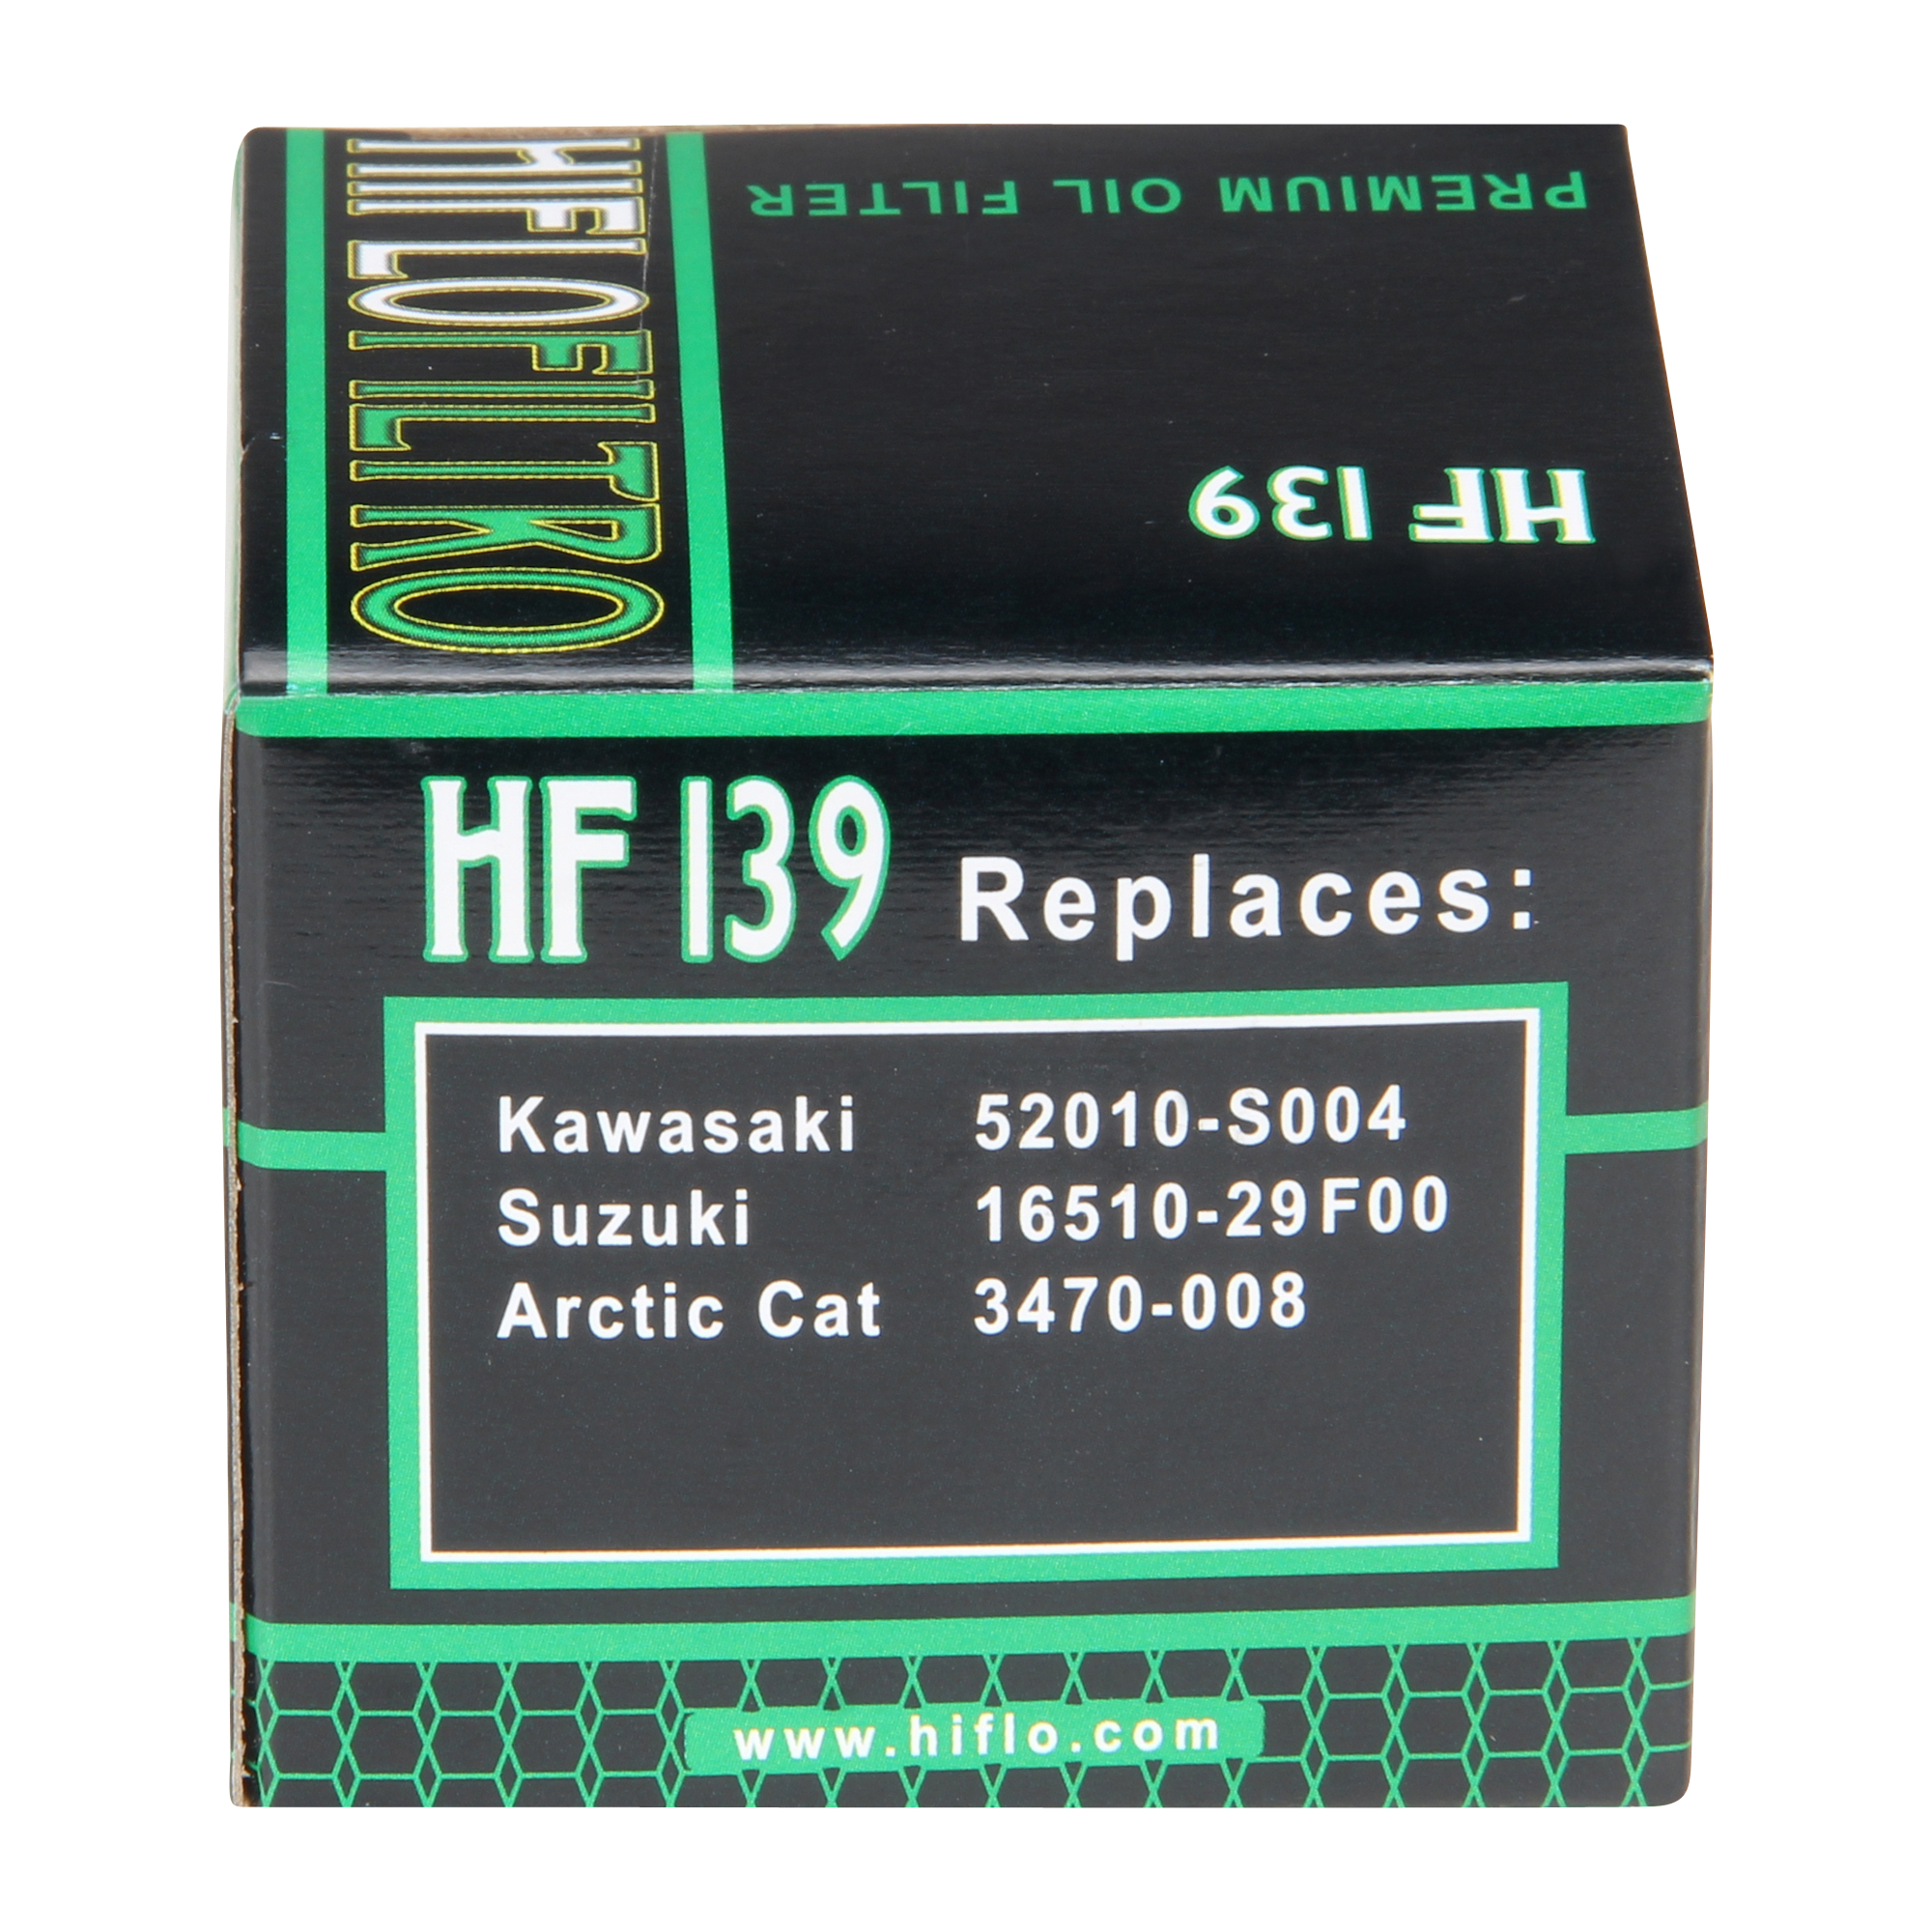 HIFLOFILTRO
PREMIUM OIL FILTER
HF 139
HF 139 Replaces:
Kawasaki 52010-S004
Suzuki 16510-29F00
Arctic Cat 3470-008
www.hiflo.com